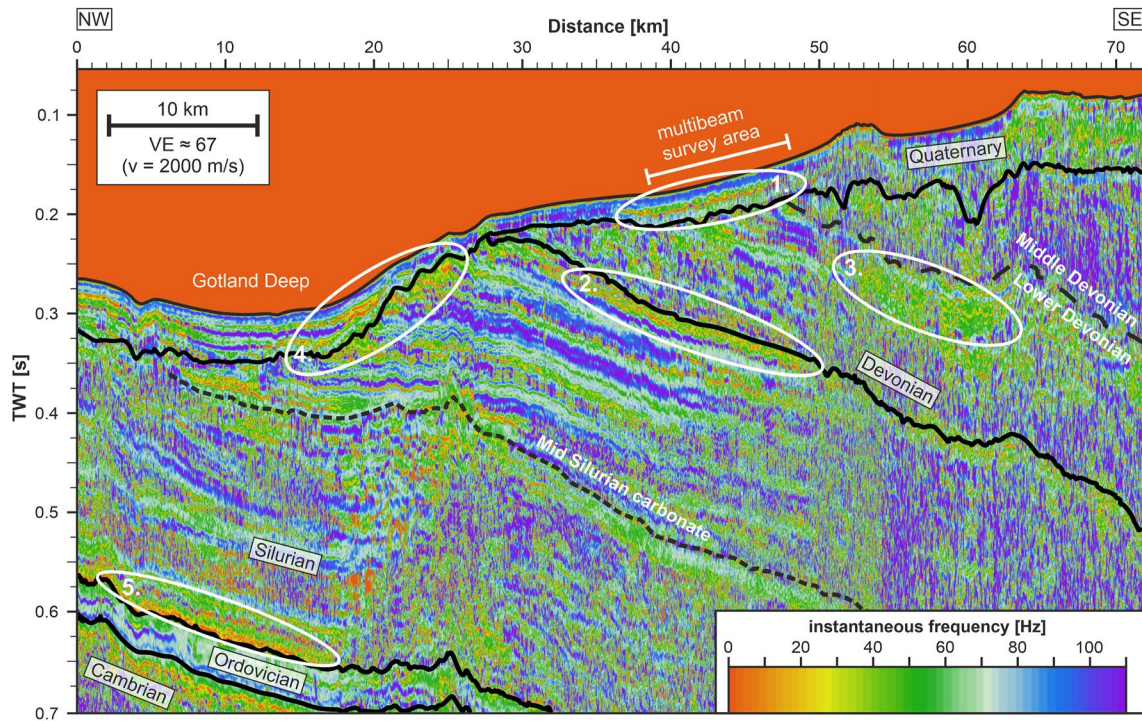 NW
Distance [km]
SE
0 10 20 30 40 50 60 70
10 km
VE ≈ 67
(v = 2000 m/s)
multibeam
survey area
Quaternary
1.
Gotland Deep
2.
3.
4.
Middle Devonian
Lower Devonian
Devonian
TWT [s]
0.1
0.2
0.3
0.4
0.5
0.6
0.7
Mid Silurian carbonate
Silurian
5.
Ordovician
Cambrian
instantaneous frequency [Hz]
0 20 40 60 80 100